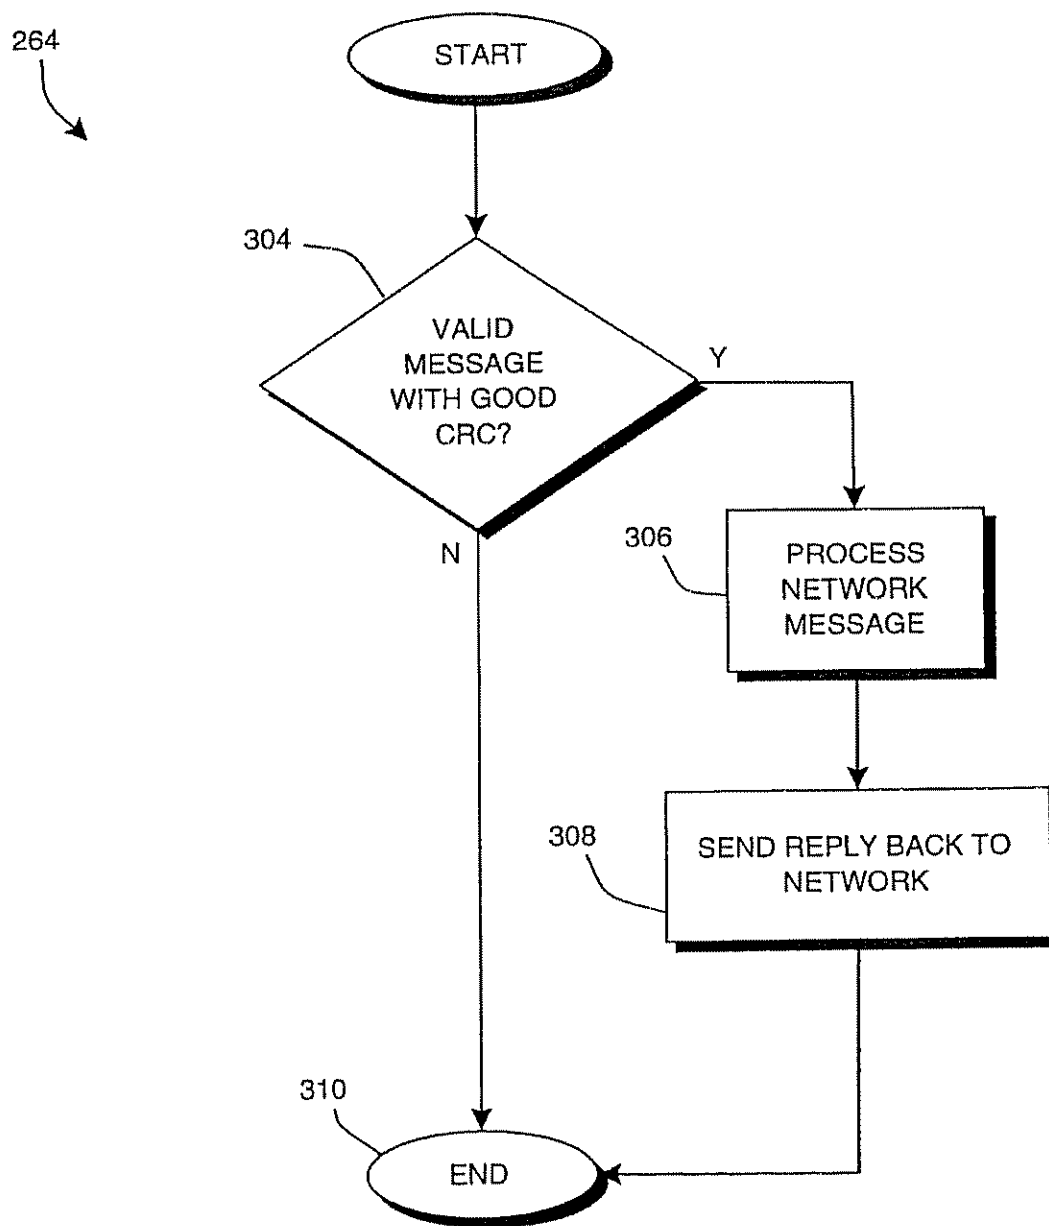 264
START
304
VALID
MESSAGE
WITH GOOD
CRC?
Y
N
306
PROCESS
NETWORK
MESSAGE
308
SEND REPLY BACK TO
NETWORK
310
END